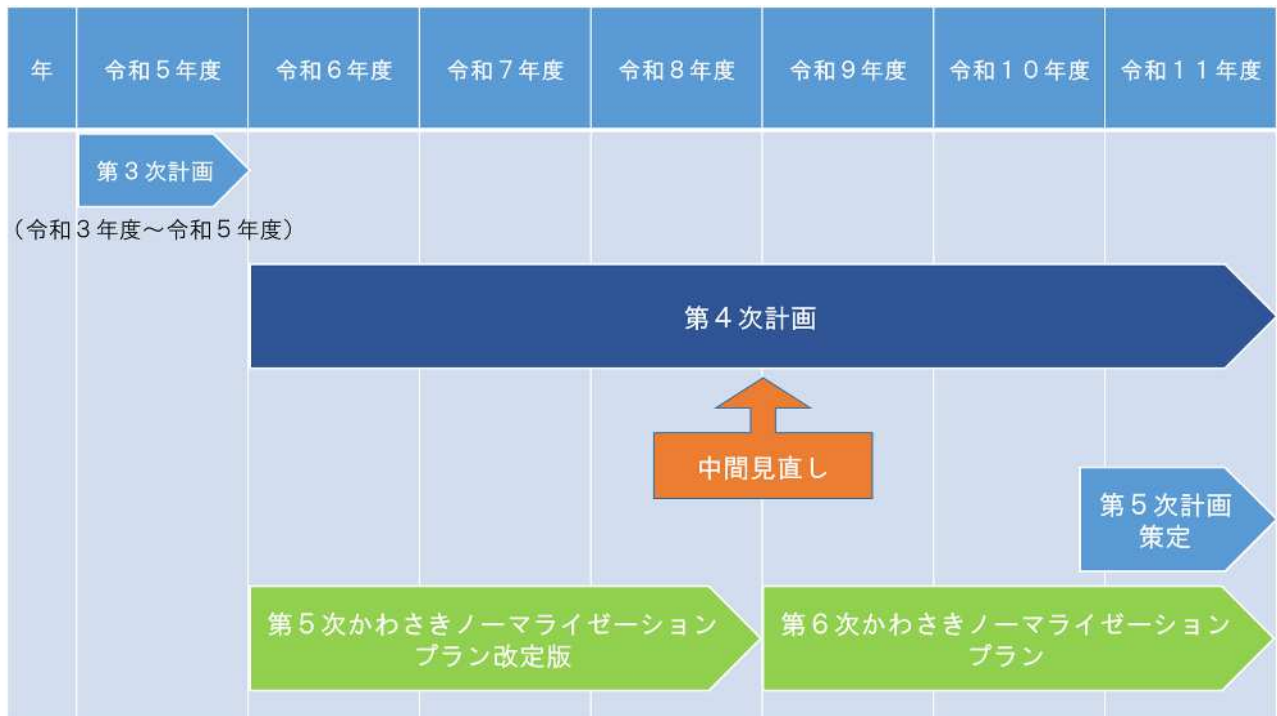 年
令和５年度
令和６年度
令和７年度
令和８年度
令和９年度
令和１０年度
令和１１年度
第３次計画
（令和３年度～令和５年度）
第４次計画
中間見直し
第５次計画
策定
第５次かわさきノーマライゼーション
プラン改定版
第６次かわさきノーマライゼーション
プラン